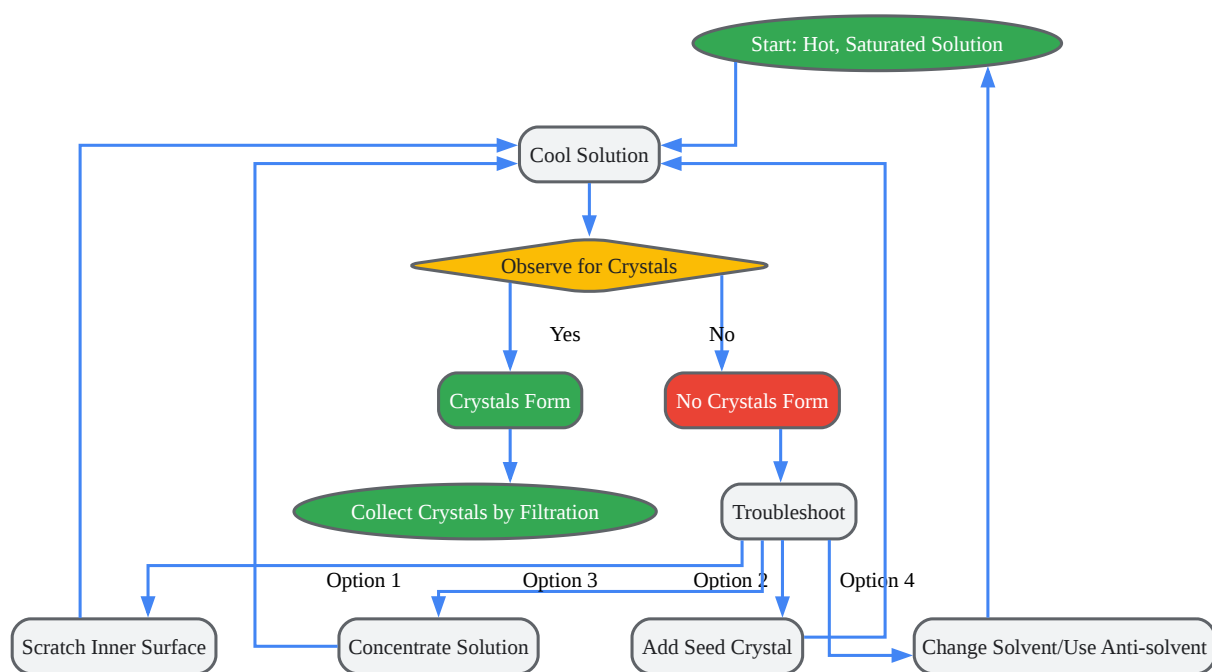 Start: Hot, Saturated Solution
Cool Solution
Observe for Crystals
Yes
No
Crystals Form
No Crystals Form
Collect Crystals by Filtration
Troubleshoot
Option 1
Option 3
Option 2
Option 4
Scratch Inner Surface
Concentrate Solution
Add Seed Crystal
Change Solvent/Use Anti-solvent